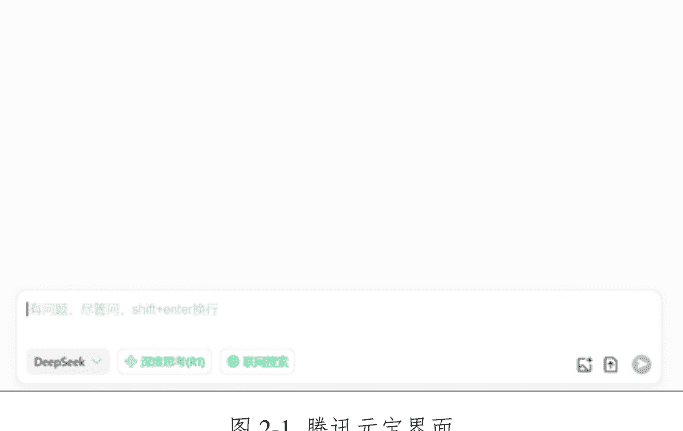 有问题，尽管问，shift+enter换行
DeepSeek 深度思考(R1) 联网搜索
图 2-1 腾讯元宝界面